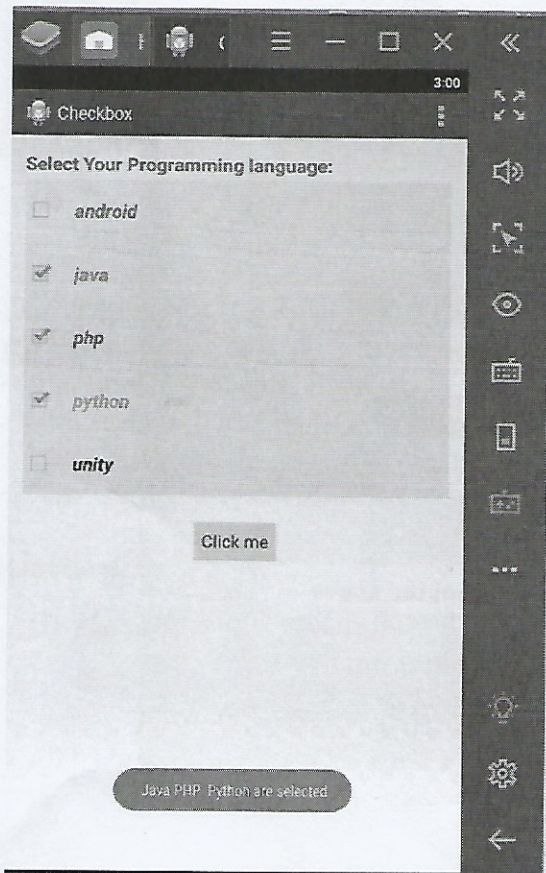 3:00
Checkbox
Select Your Programming language:
android
java
php
python
unity
Click me
Java PHP Python are selected